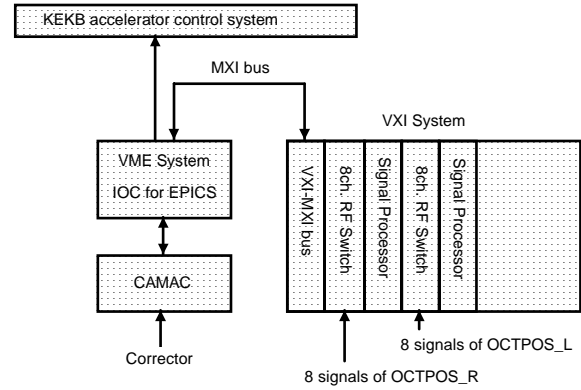 KEKB accelerator control system
MXI bus
VXI System
VME System
IOC for EPICS
VXI-MXI bus
8ch. RF Switch
Signal Processor
8ch. RF Switch
Signal Processor
CAMAC
Corrector
8 signals of OCTPOS_L
8 signals of OCTPOS_R